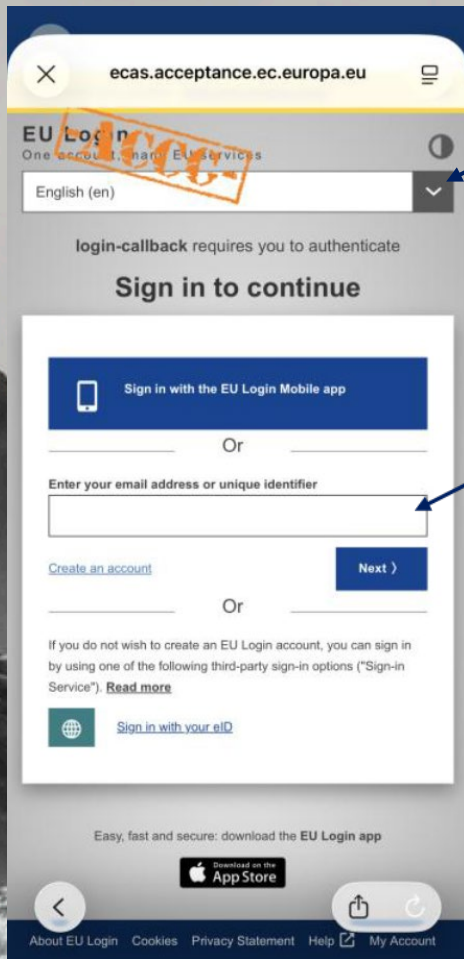 ecas.acceptance.ec.europa.eu
EU Login
One account, many EU services
ACCC
English (en)
login-callback requires you to authenticate
Sign in to continue
Sign in with the EU Login Mobile app
Or
Enter your email address or unique identifier
Create an account
Next
Or
If you do not wish to create an EU Login account, you can sign in
by using one of the following third-party sign-in options ("Sign-in
Service"). Read more
Sign in with your eID
Easy, fast and secure: download the EU Login app
Download on the
App Store
About EU Login Cookies Privacy Statement Help My Account